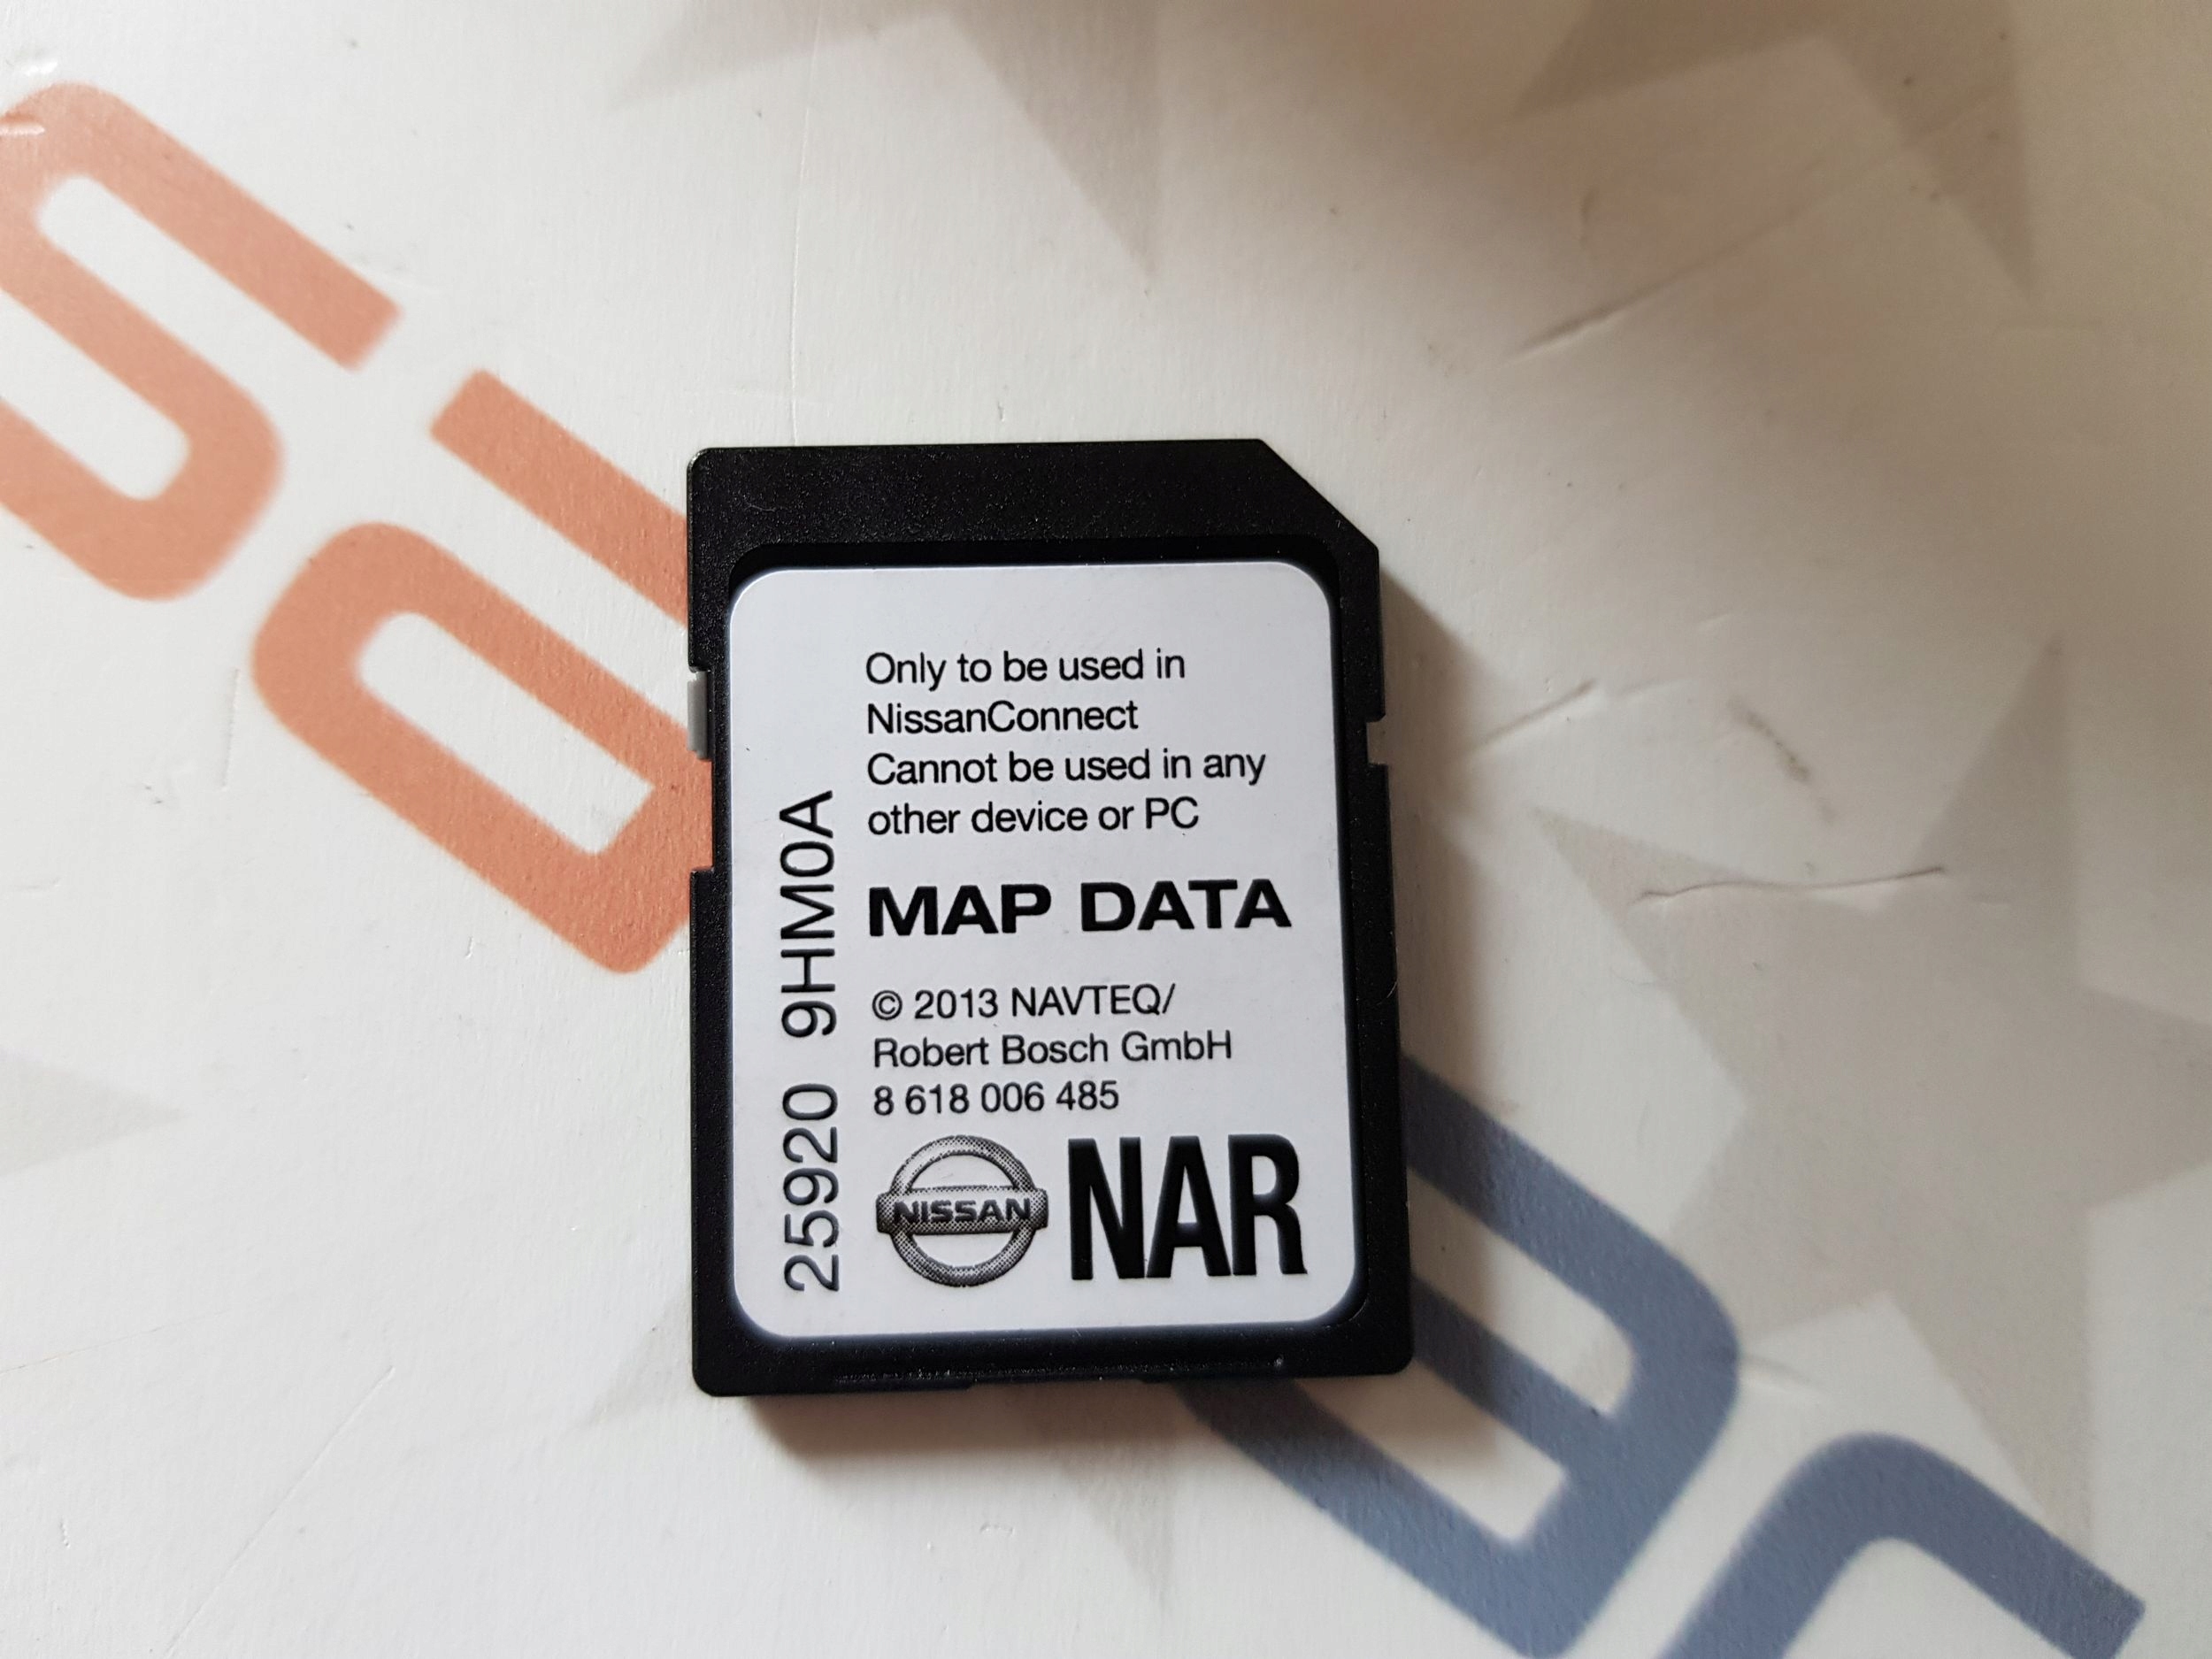 Only to be used in
NissanConnect
Cannot be used in any
other device or PC
MAP DATA
© 2013 NAVTEQ/
Robert Bosch GmbH
8 618 006 485
NISSAN
NAR
25920 9HM0A